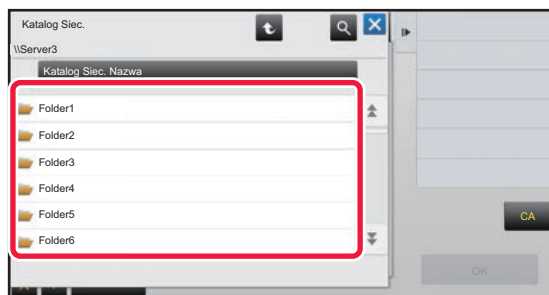 Katalog Siec.
\\Server3
Katalog Siec. Nazwa
Folder1
Folder2
Folder3
Folder4
Folder5
Folder6
CA
OK